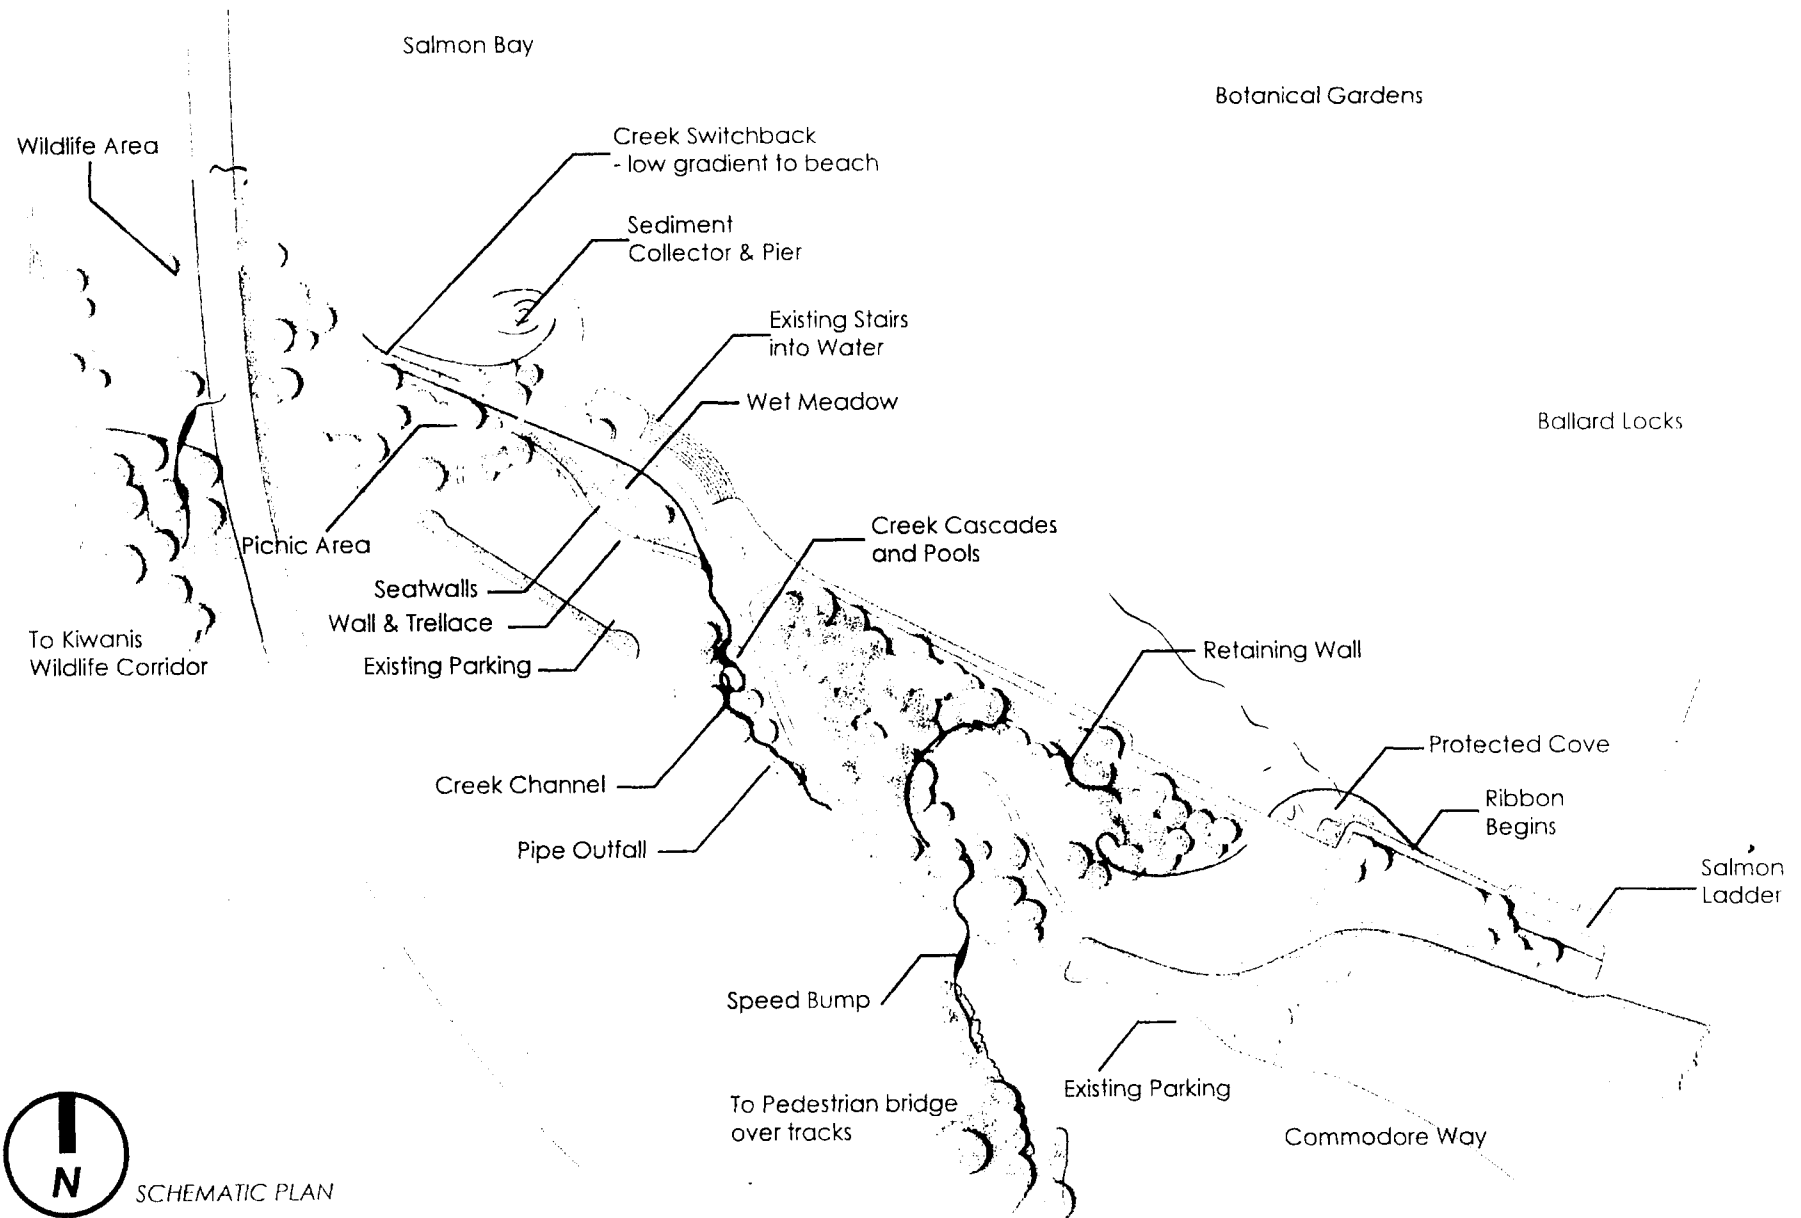 Salmon Bay
Botanical Gardens
Wildlife Area
Creek Switchback
- low gradient to beach
Sediment
Collector & Pier
Existing Stairs
into Water
Wet Meadow
Ballard Locks
Picnic Area
Creek Cascades
and Pools
Seatwalls
Wall & Trellace
Existing Parking
To Kiwanis
Wildlife Corridor
Retaining Wall
Protected Cove
Creek Channel
Ribbon
Begins
Pipe Outfall
Salmon
Ladder
Speed Bump
Existing Parking
To Pedestrian bridge
over tracks
Commodore Way
N
SCHEMATIC PLAN